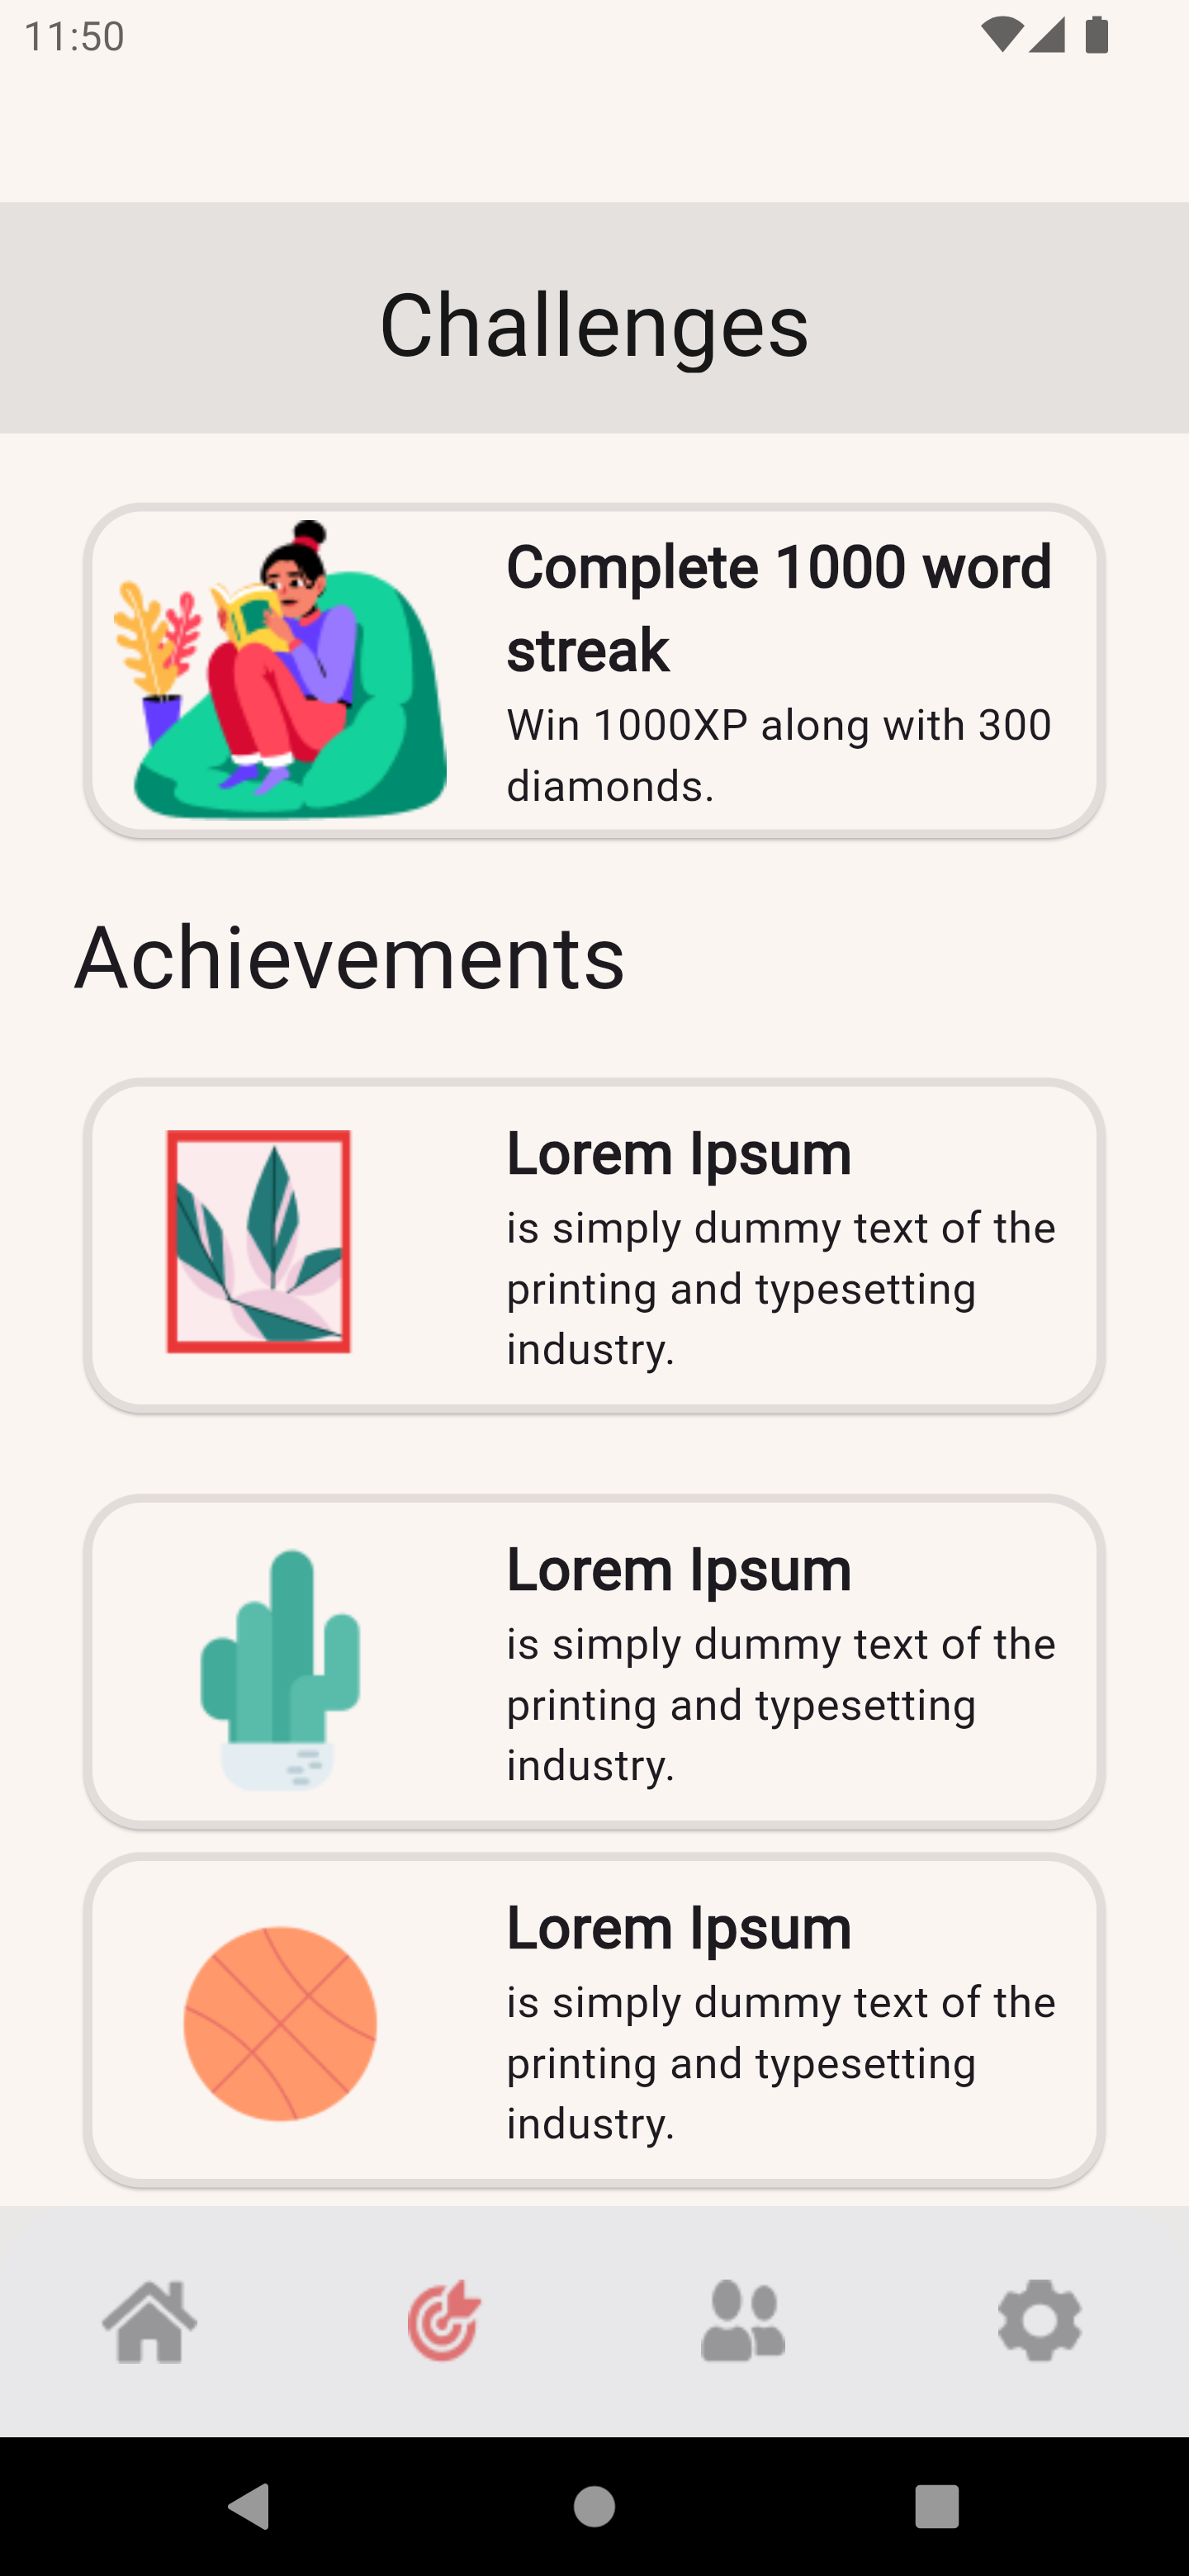 11:50
Challenges
Complete 1000 word
streak
Win 1000XP along with 300
diamonds.
Achievements
Lorem Ipsum
is simply dummy text of the
printing and typesetting
industry.
Lorem Ipsum
is simply dummy text of the
printing and typesetting
industry.
Lorem Ipsum
is simply dummy text of the
printing and typesetting
industry.